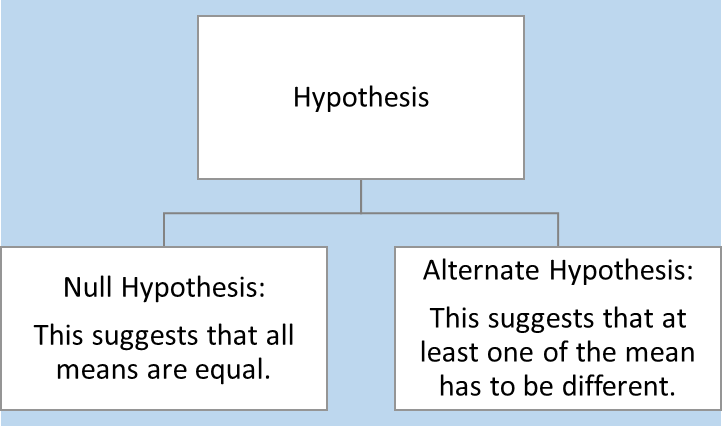 Hypothesis
Null Hypothesis:
This suggests that all
means are equal.
Alternate Hypothesis:
This suggests that at
least one of the mean
has to be different.